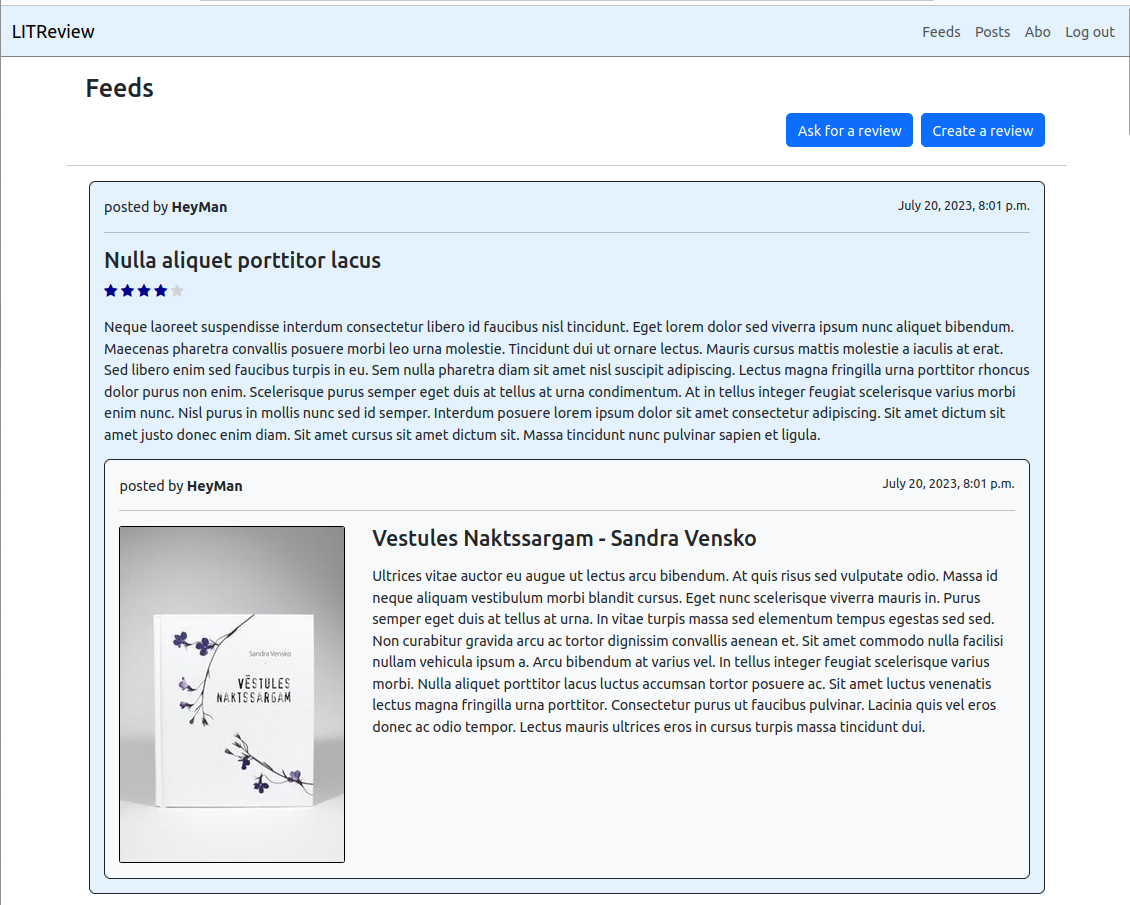 LITReview
Feeds Posts Abo Log out
Feeds
Ask for a review Create a review
posted by HeyMan July 20, 2023, 8:01 p.m.
Nulla aliquet porttitor lacus
Neque laoreet suspendisse interdum consectetur libero id faucibus nisl tincidunt. Eget lorem dolor sed viverra ipsum nunc aliquet bibendum.
Maecenas pharetra convallis posuere morbi leo urna molestie. Tincidunt dui ut ornare lectus. Mauris cursus mattis molestie a iaculis at erat.
Sed libero enim sed faucibus turpis in eu. Sem nulla pharetra diam sit amet nisl suscipit adipiscing. Lectus magna fringilla urna porttitor rhoncus
dolor purus non enim. Scelerisque purus semper eget duis at tellus at urna condimentum. At in tellus integer feugiat scelerisque varius morbi
enim nunc. Nisl purus in mollis nunc sed id semper. Interdum posuere lorem ipsum dolor sit amet consectetur adipiscing. Sit amet dictum sit
amet justo donec enim diam. Sit amet cursus sit amet dictum sit. Massa tincidunt nunc pulvinar sapien et ligula.
posted by HeyMan July 20, 2023, 8:01 p.m.
Sandra Vensko
VĒSTULES
NAKTSSARGAM
Vestules Naktssargam - Sandra Vensko
Ultrices vitae auctor eu augue ut lectus arcu bibendum. At quis risus sed vulputate odio. Massa id
neque aliquam vestibulum morbi blandit cursus. Eget nunc scelerisque viverra mauris in. Purus
semper eget duis at tellus at urna. In vitae turpis massa sed elementum tempus egestas sed sed.
Non curabitur gravida arcu ac tortor dignissim convallis aenean et. Sit amet commodo nulla facilisi
nullam vehicula ipsum a. Arcu bibendum at varius vel. In tellus integer feugiat scelerisque varius
morbi. Nulla aliquet porttitor lacus luctus accumsan tortor posuere ac. Sit amet luctus venenatis
lectus magna fringilla urna porttitor. Consectetur purus ut faucibus pulvinar. Lacinia quis vel eros
donec ac odio tempor. Lectus mauris ultrices eros in cursus turpis massa tincidunt dui.